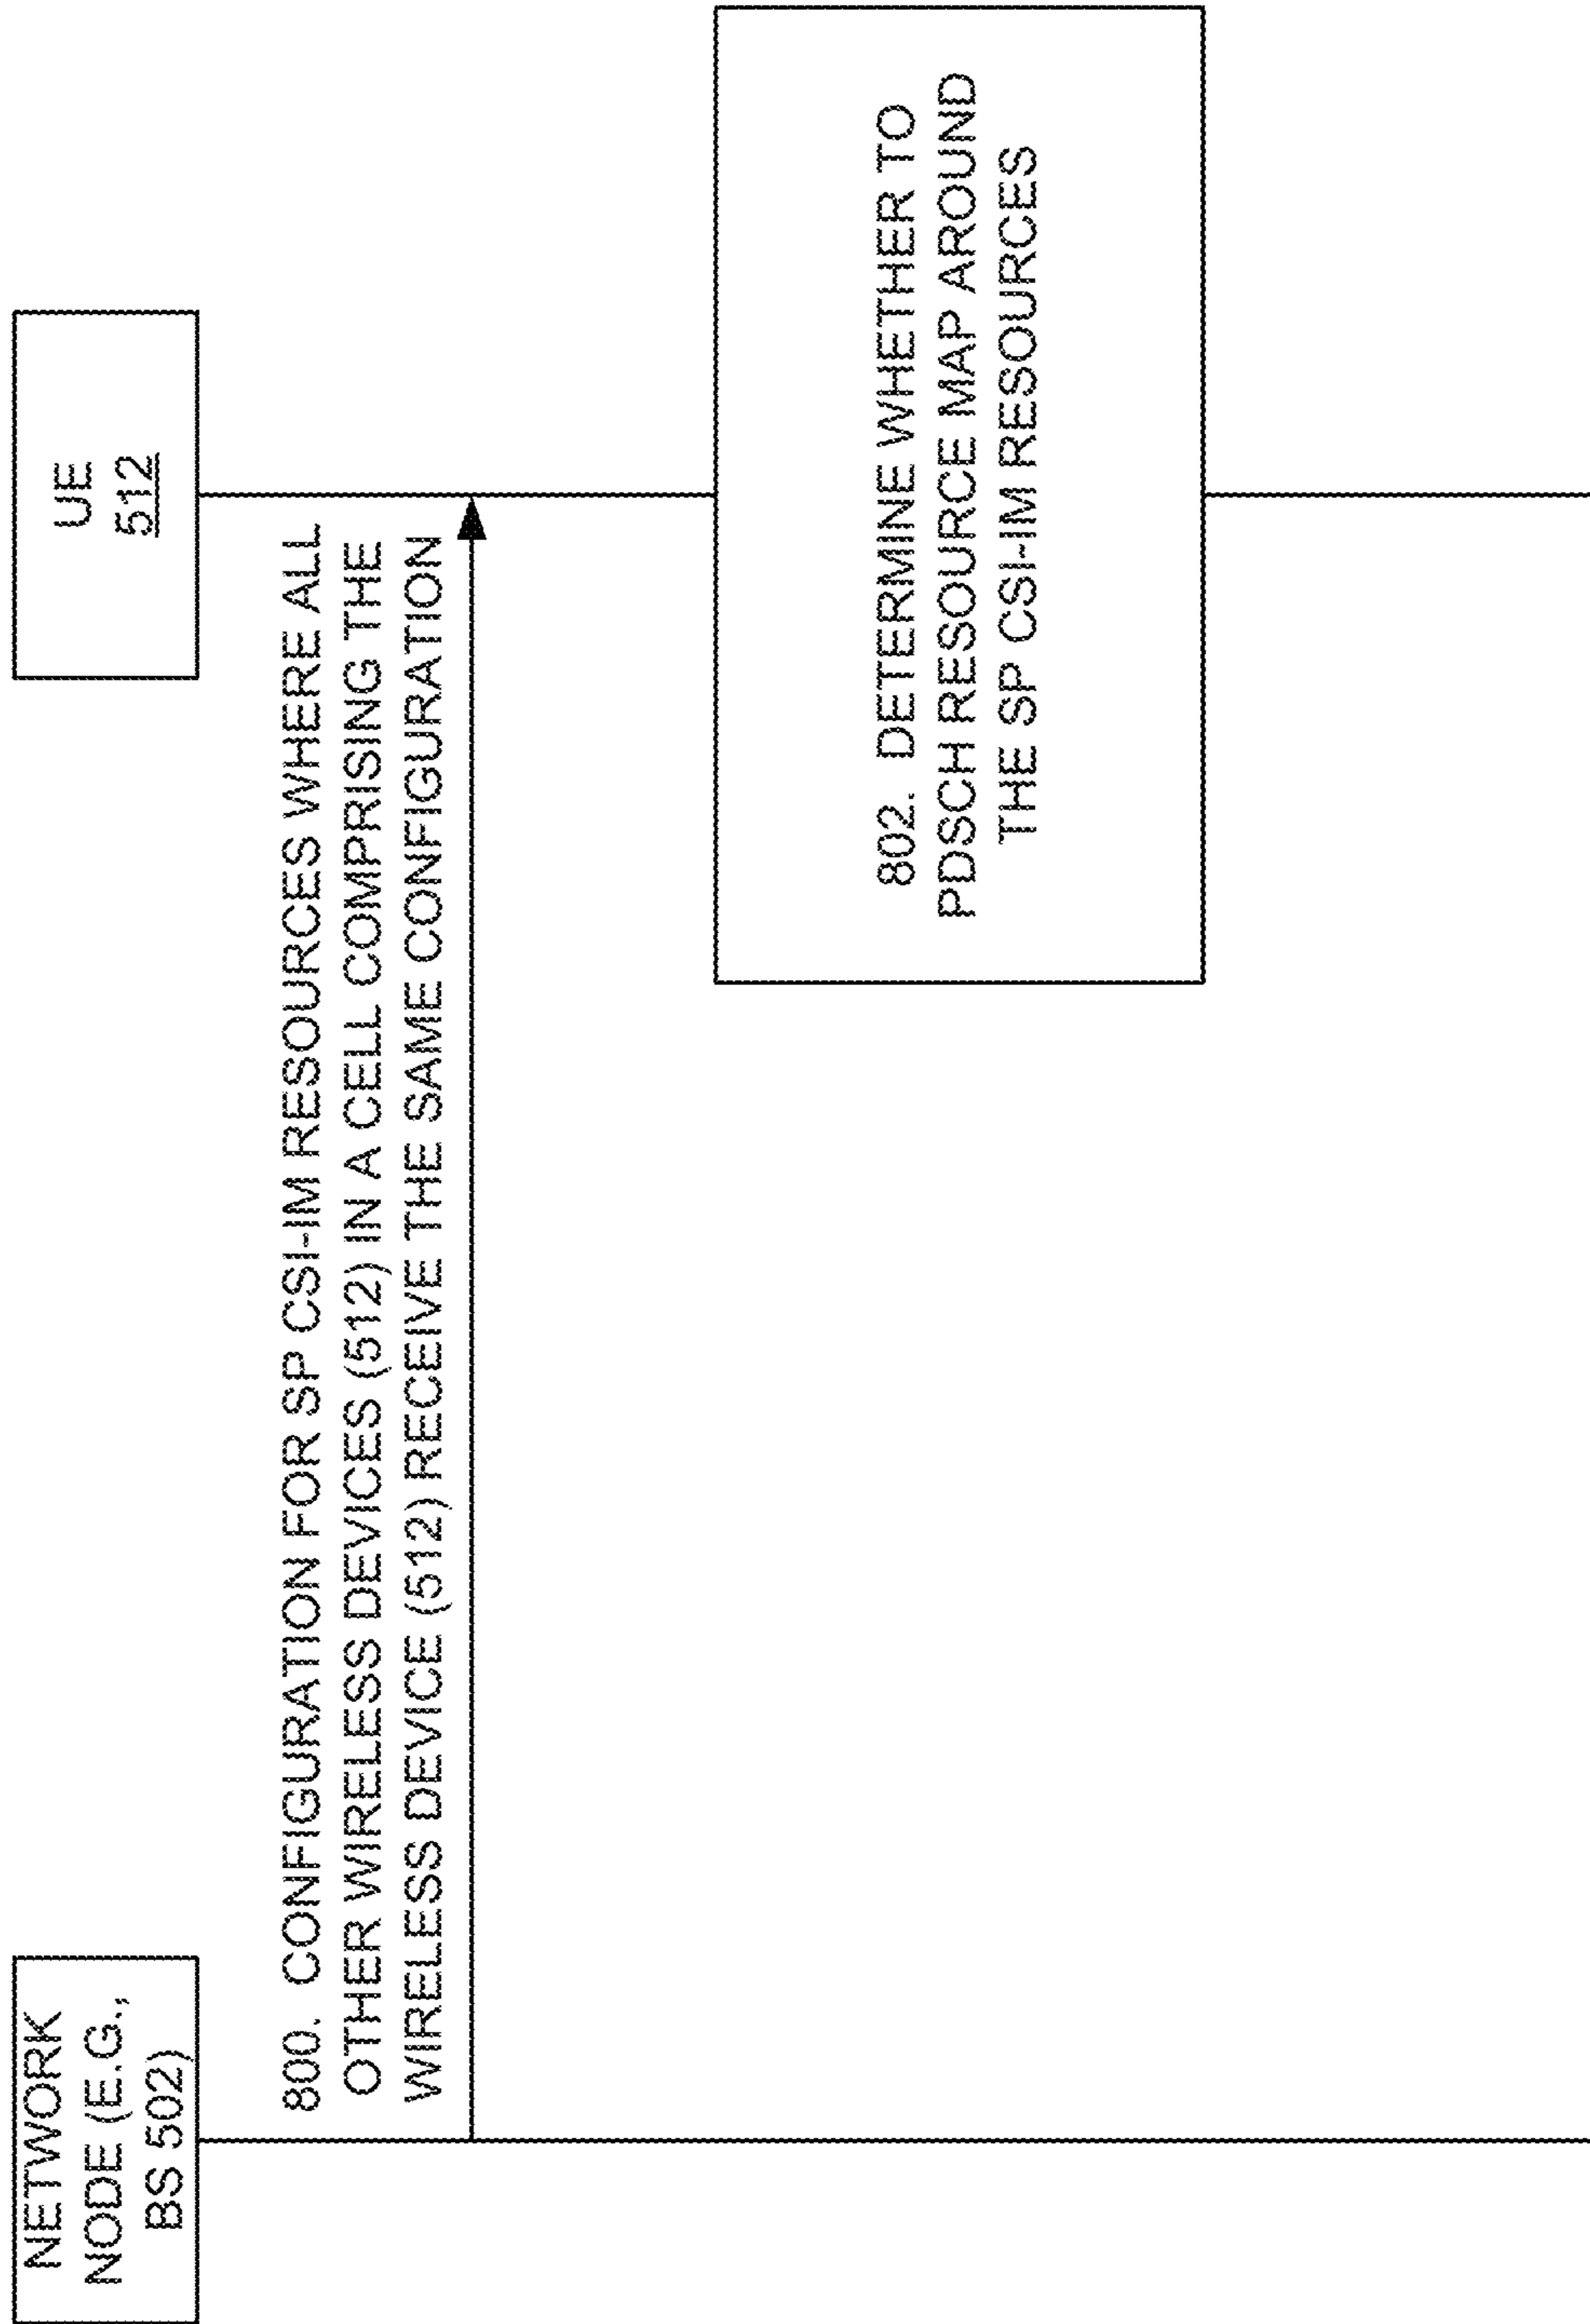 NETWORK
NODE (E.G.,
BS 502)
UE
512
800. CONFIGURATION FOR SP CSI-IM RESOURCES WHERE ALL
OTHER WIRELESS DEVICES (512) IN A CELL COMPRISING THE
WIRELESS DEVICE (512) RECEIVE THE SAME CONFIGURATION
802. DETERMINE WHETHER TO
PDSCH RESOURCE MAP AROUND
THE SP CSI-IM RESOURCES